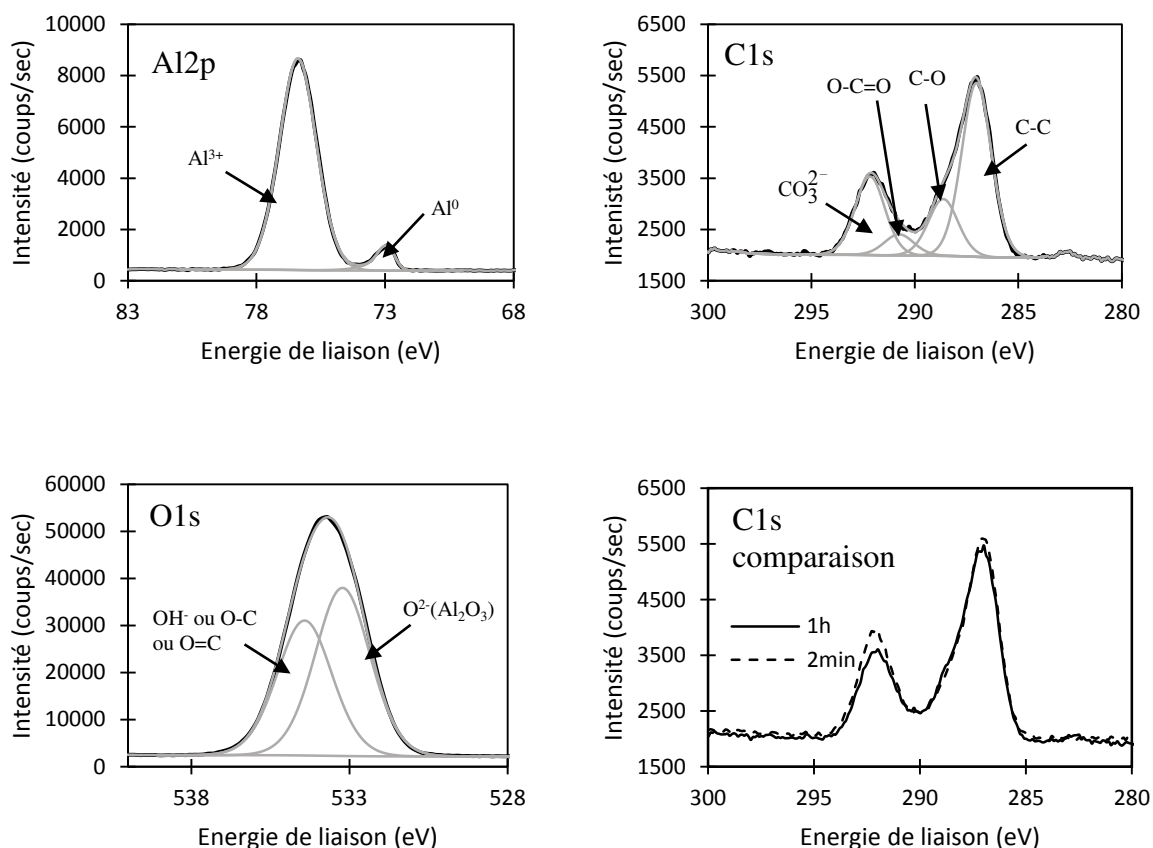 Al2p
Intensité (coups/sec)
10000
8000
6000
4000
2000
0
Al³⁺
Al⁰
83
78
73
68
Energie de liaison (eV)
C1s
Intenisté (coups/sec)
6500
5500
4500
3500
2500
1500
O-C=O
C-O
C-C
CO₃²⁻
300
295
290
285
280
Energie de liaison (eV)
O1s
Intensité (coups/sec)
60000
50000
40000
30000
20000
10000
0
OH⁻ ou O-C
ou O=C
O²⁻(Al₂O₃)
538
533
528
Energie de liaison (eV)
C1s
comparaison
Intensité (coups/sec)
6500
5500
4500
3500
2500
1500
1h
2min
300
295
290
285
280
Energie de liaison (eV)